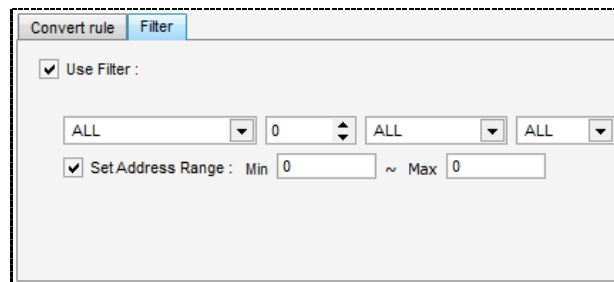 Convert rule Filter
Use Filter :
ALL 0 ALL ALL
Set Address Range : Min 0 ~ Max 0